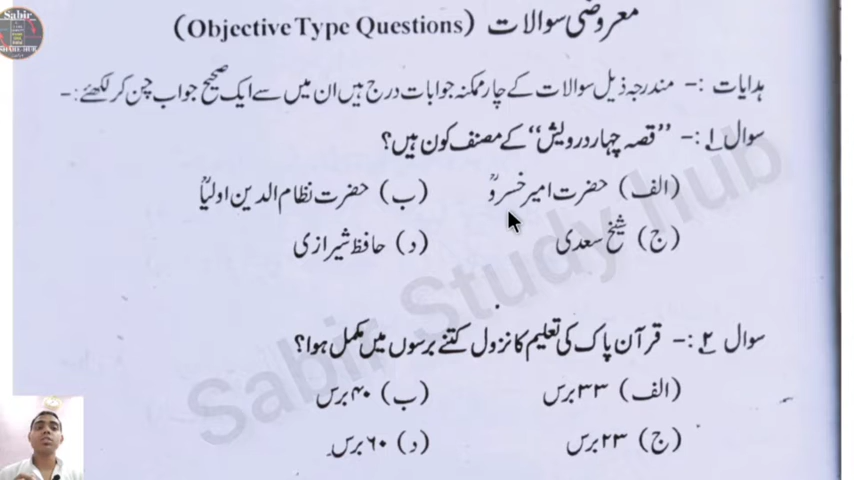 Sabir
معروضی سوالات (Objective Type Questions)
ہدایات :- مندرجہ ذیل سوالات کے چار ممکنہ جوابات درج ہیں ان میں سے ایک صحیح جواب چن کر لکھئے :-
سوال ۱ :- ”قصہ چہار درویش“ کے مصنف کون ہیں؟
(الف) حضرت امیر خسروؒ (ب) حضرت نظام الدین اولیاؒ
(ج) شیخ سعدی (د) حافظ شیرازی
سوال ۲ :- قرآن پاک کی تعلیم کا نزول کتنے برسوں میں مکمل ہوا؟
(الف) ۳۳ برس (ب) ۴۰ برس
(ج) ۲۳ برس (د) ۶۰ برس۔
Sabir Study hub